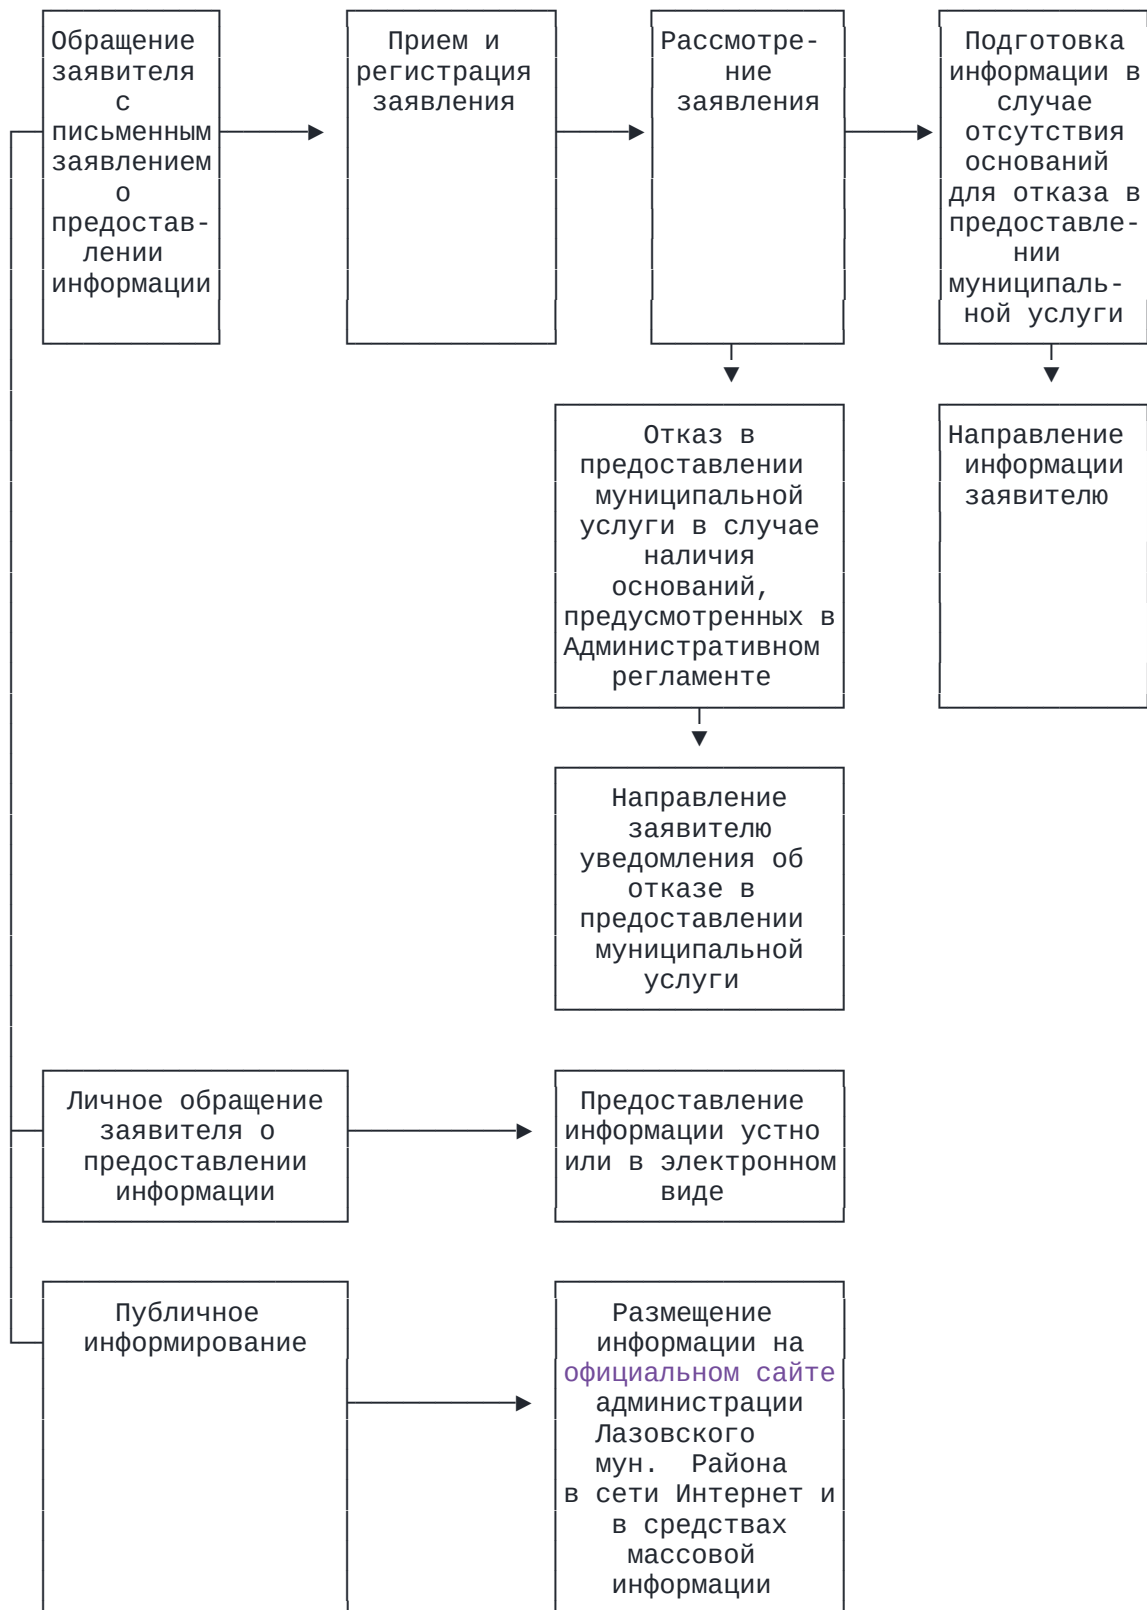 Обращение
заявителя
с
письменным
заявлением
о
предостав-
лении
информации
Прием и
регистрация
заявления
Рассмотре-
ние
заявления
Подготовка
информации в
случае
отсутствия
оснований
для отказа в
предоставле-
нии
муниципаль-
ной услуги
Отказ в
предоставлении
муниципальной
услуги в случае
наличия
оснований,
предусмотренных в
Административном
регламенте
Направление
информации
заявителю
Направление
заявителю
уведомления об
отказе в
предоставлении
муниципальной
услуги
Личное обращение
заявителя о
предоставлении
информации
Предоставление
информации устно
или в электронном
виде
Публичное
информирование
Размещение
информации на
официальном сайте
администрации
Лазовского
мун. Района
в сети Интернет и
в средствах
массовой
информации